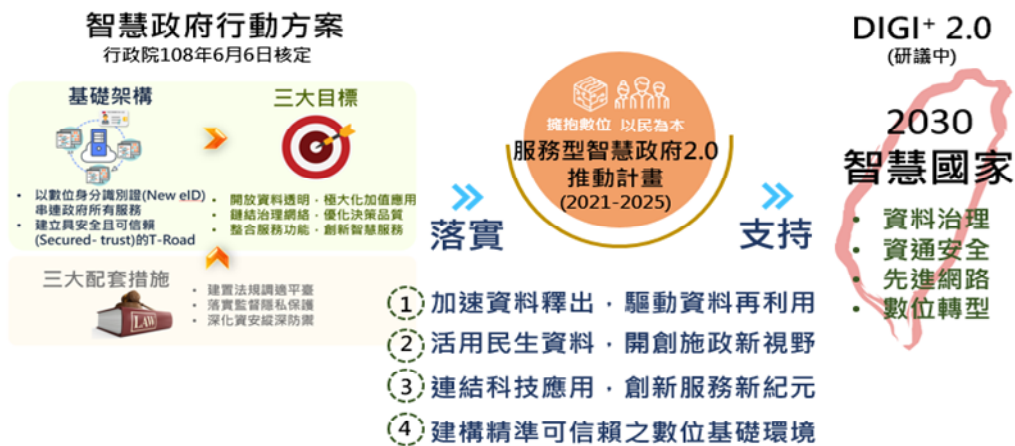 智慧政府行動方案
行政院108年6月6日核定
基礎架構
• 以數位身分識別證(New eID)
串連政府所有服務
• 建立具安全且可信賴
(Secured- trust)的T-Road
三大目標
• 開放資料透明，極大化加值應用
• 鏈結治理網絡，優化決策品質
• 整合服務功能，創新智慧服務
三大配套措施
LAW
• 建置法規調適平臺
• 落實監督隱私保護
• 深化資安縱深防禦
落實
擁抱數位 以民為本
服務型智慧政府2.0
推動計畫
(2021-2025)
支持
1 加速資料釋出，驅動資料再利用
2 活用民生資料，開創施政新視野
3 連結科技應用，創新服務新紀元
4 建構精準可信賴之數位基礎環境
DIGI⁺ 2.0
(研議中)
2030
智慧國家
• 資料治理
• 資通安全
• 先進網路
• 數位轉型